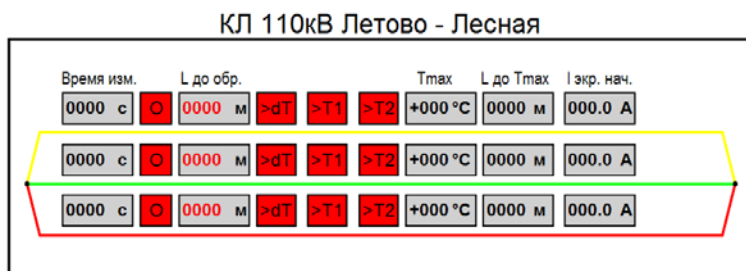 КЛ 110кВ Летово - Лесная
Время изм. L до обр. Tmax L до Tmax I экр. нач.
0000 с О 0000 м >dT >T1 >T2 +000 °C 0000 м 000.0 А
0000 с О 0000 м >dT >T1 >T2 +000 °C 0000 м 000.0 А
0000 с О 0000 м >dT >T1 >T2 +000 °C 0000 м 000.0 А